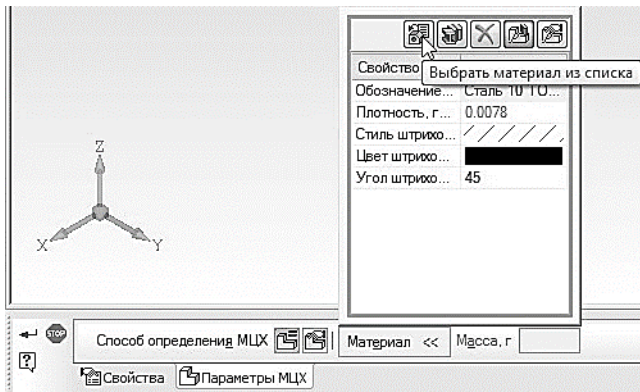 Свойство
Выбрать материал из списка
Обозначение... Сталь 10 ГО...
Плотность, г... 0.0078
Стиль штрихо...
Цвет штрихо...
Угол штрихо... 45
Z
X Y
STOP
Способ определения МЦХ Материал << Масса, г
?
Свойства Параметры МЦХ